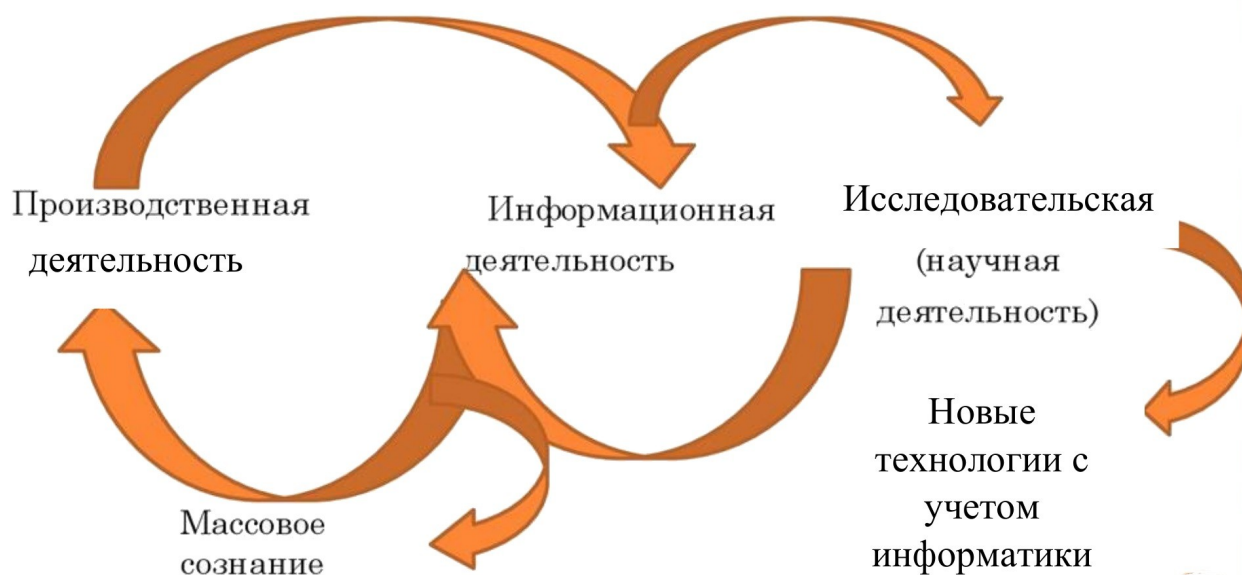 Производственная
деятельность
Информационная
деятельность
Исследовательская
(научная
деятельность)
Массовое
сознание
Новые
технологии с
учетом
информатики